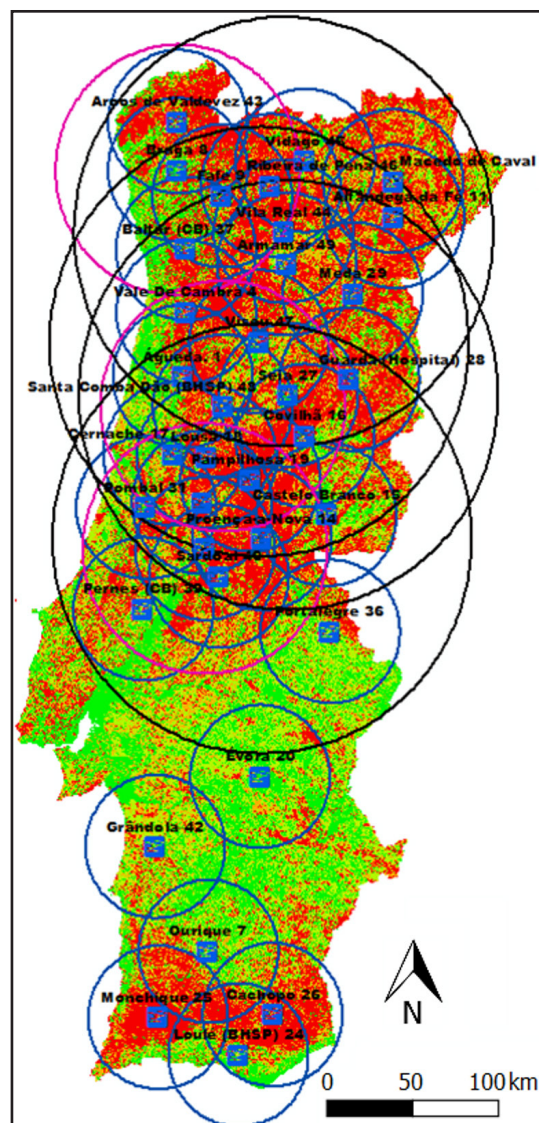 Arcos de Valdevez 43
Braga 8
Vidago 45
Fafe 9
Ribeira de Pena 46
Macedo de Caval
Alfandega da Fé 11
Vila Real 44
Baltar (CB) 37
Armamar 49
Meda 29
Vale De Cambra 4
Viseu 47
Águeda, 1
Guarda (Hospital) 28
Seia 27
Santa Comba Dão (BHSP) 48
Covilhã 16
Cernache 17
Lousã 18
Pampilhosa 19
Pombal 31
Castelo Branco 15
Proença-a-Nova 14
Sardoal 40
Pernes (CB) 39
Portalegre 36
Évora 20
Grândola 42
Ourique 7
Monchique 25
Cachopo 26
Loulé (BHSP) 24
N
0 50 100 km